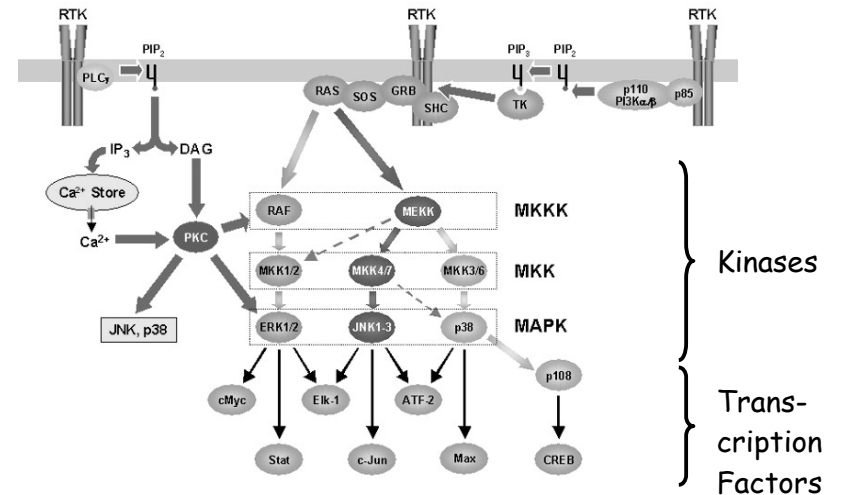 RTK
RTK
RTK
PIP2
PIP3
PIP2
PLCγ
RAS
SOS
GRB
SHC
TK
p110
PI3Kα/β
p85
IP3
DAG
Ca2+ Store
Ca2+
PKC
RAF
MEKK
MKKK
MKK1/2
MKK4/7
MKK3/6
MKK
Kinases
JNK, p38
ERK1/2
JNK1-3
p38
MAPK
p108
cMyc
Elk-1
ATF-2
Trans-
cription
Factors
Stat
c-Jun
Max
CREB